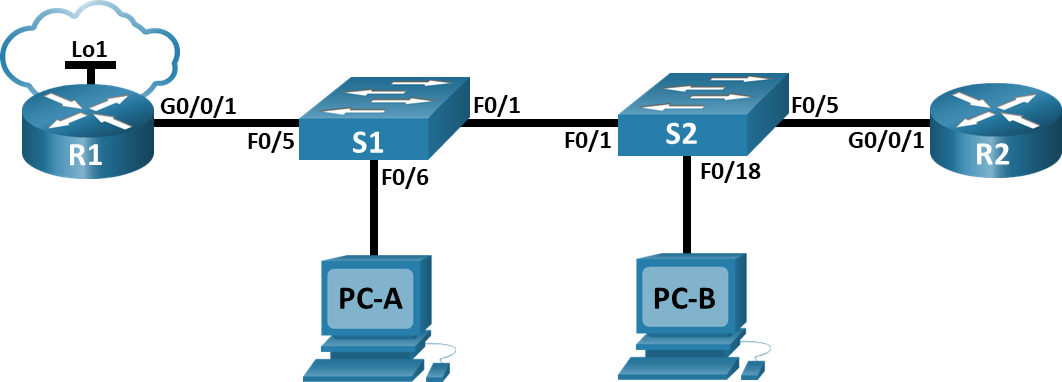 Lo1
G0/0/1
R1
F0/5
S1
F0/1
F0/6
F0/1
S2
F0/5
F0/18
G0/0/1
R2
PC-A
PC-B